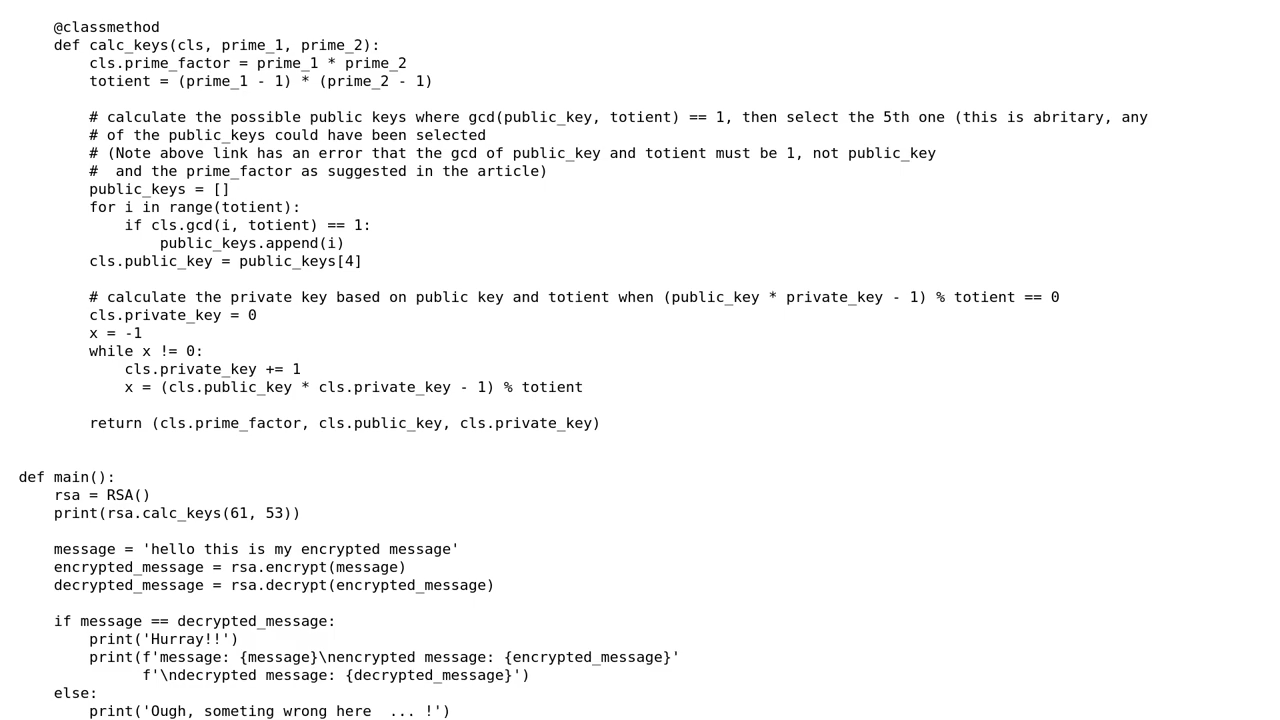 @classmethod
    def calc_keys(cls, prime_1, prime_2):
        cls.prime_factor = prime_1 * prime_2
        totient = (prime_1 - 1) * (prime_2 - 1)

        # calculate the possible public keys where gcd(public_key, totient) == 1, then select the 5th one (this is abritary, any
        # of the public_keys could have been selected
        # (Note above link has an error that the gcd of public_key and totient must be 1, not public_key
        #  and the prime_factor as suggested in the article)
        public_keys = []
        for i in range(totient):
            if cls.gcd(i, totient) == 1:
                public_keys.append(i)
        cls.public_key = public_keys[4]

        # calculate the private key based on public key and totient when (public_key * private_key - 1) % totient == 0
        cls.private_key = 0
        x = -1
        while x != 0:
            cls.private_key += 1
            x = (cls.public_key * cls.private_key - 1) % totient

        return (cls.prime_factor, cls.public_key, cls.private_key)


def main():
    rsa = RSA()
    print(rsa.calc_keys(61, 53))

    message = 'hello this is my encrypted message'
    encrypted_message = rsa.encrypt(message)
    decrypted_message = rsa.decrypt(encrypted_message)

    if message == decrypted_message:
        print('Hurray!!')
        print(f'message: {message}\nencrypted message: {encrypted_message}'
              f'\ndecrypted message: {decrypted_message}')
    else:
        print('Ough, someting wrong here  ... !')